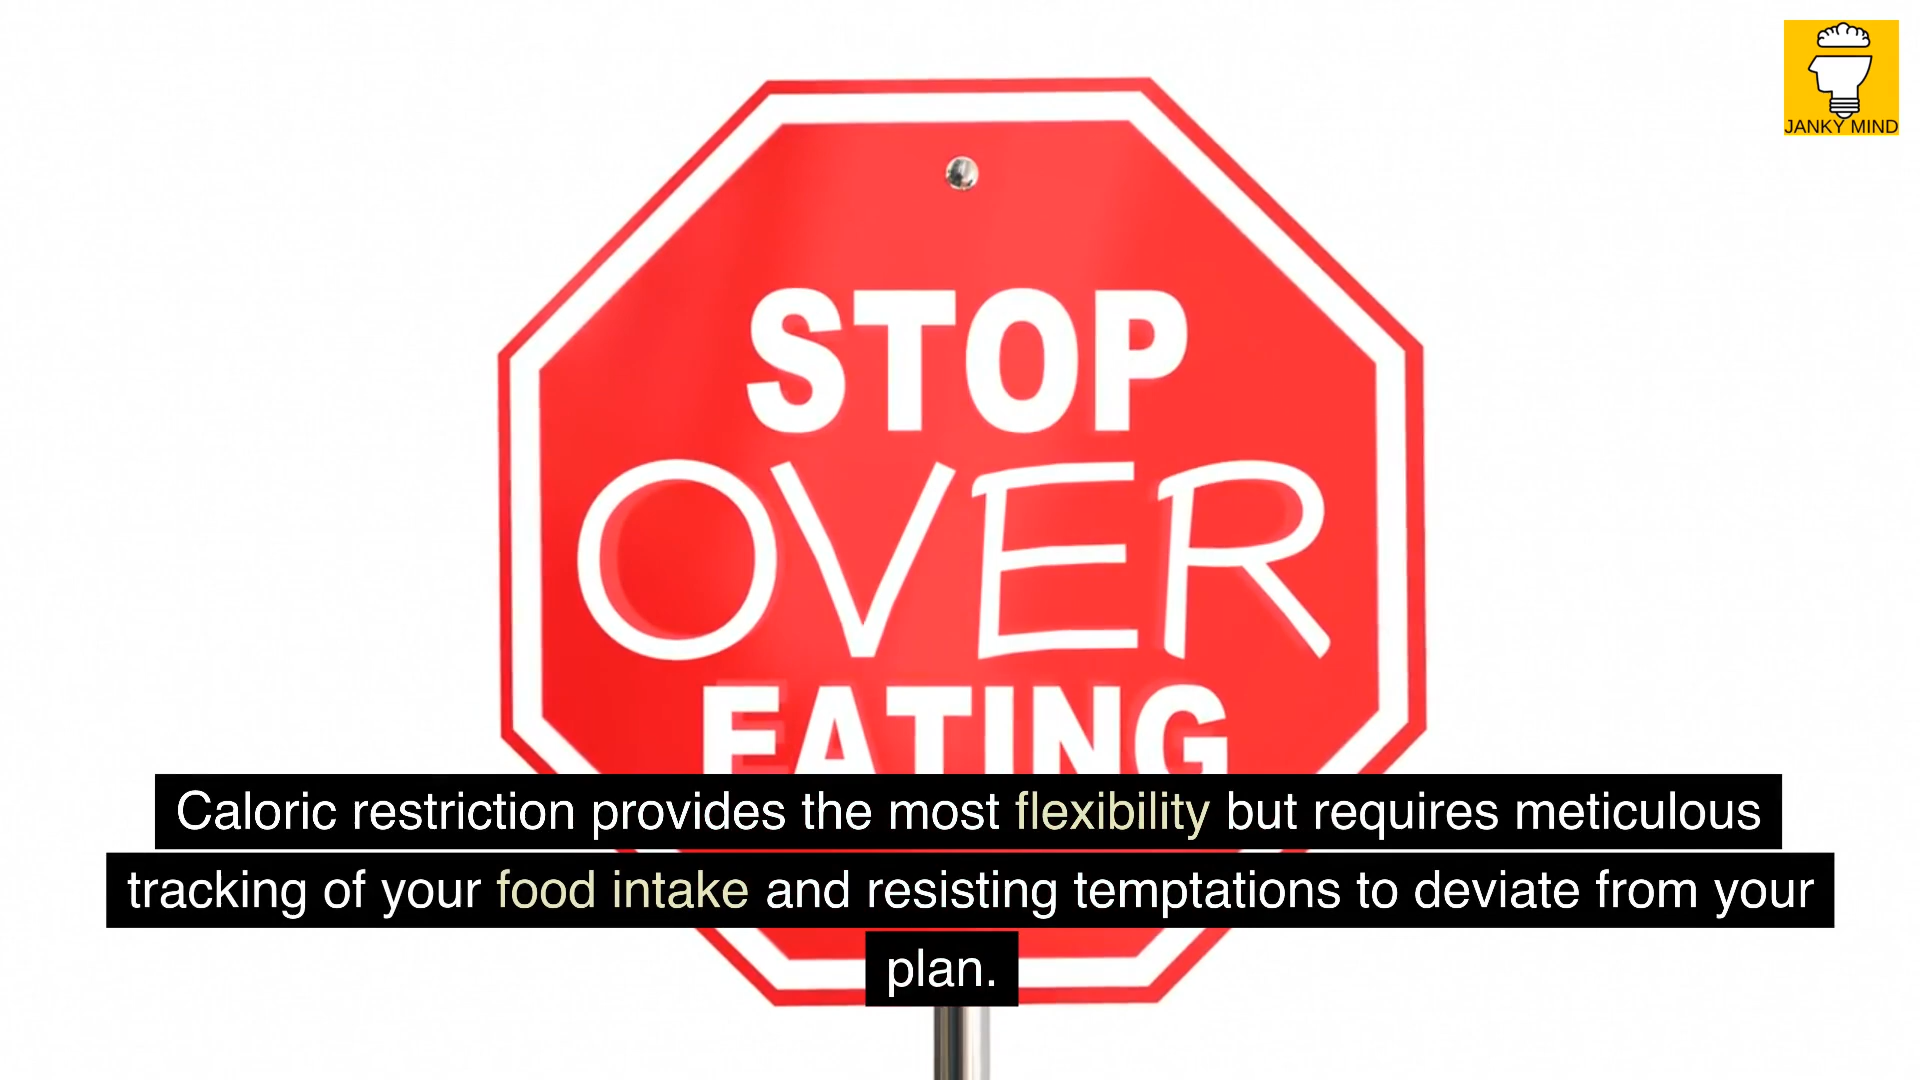 JANKY MIND
STOP
OVER
EATING
Caloric restriction provides the most flexibility but requires meticulous
tracking of your food intake and resisting temptations to deviate from your
plan.